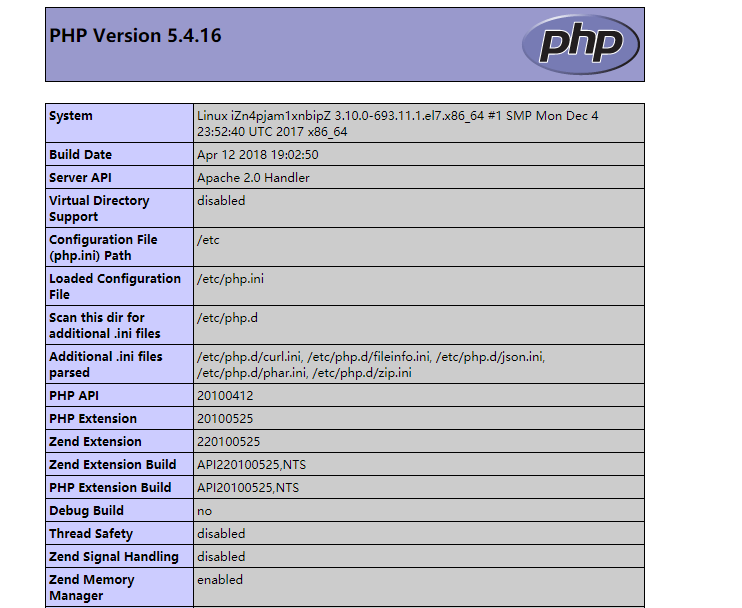 PHP Version 5.4.16
php
System
Linux iZn4pjam1xnbipZ 3.10.0-693.11.1.el7.x86_64 #1 SMP Mon Dec 4
23:52:40 UTC 2017 x86_64
Build Date
Apr 12 2018 19:02:50
Server API
Apache 2.0 Handler
Virtual Directory
Support
disabled
Configuration File
(php.ini) Path
/etc
Loaded Configuration
File
/etc/php.ini
Scan this dir for
additional .ini files
/etc/php.d
Additional .ini files
parsed
/etc/php.d/curl.ini, /etc/php.d/fileinfo.ini, /etc/php.d/json.ini,
/etc/php.d/phar.ini, /etc/php.d/zip.ini
PHP API
20100412
PHP Extension
20100525
Zend Extension
220100525
Zend Extension Build
API220100525,NTS
PHP Extension Build
API20100525,NTS
Debug Build
no
Thread Safety
disabled
Zend Signal Handling
disabled
Zend Memory
Manager
enabled